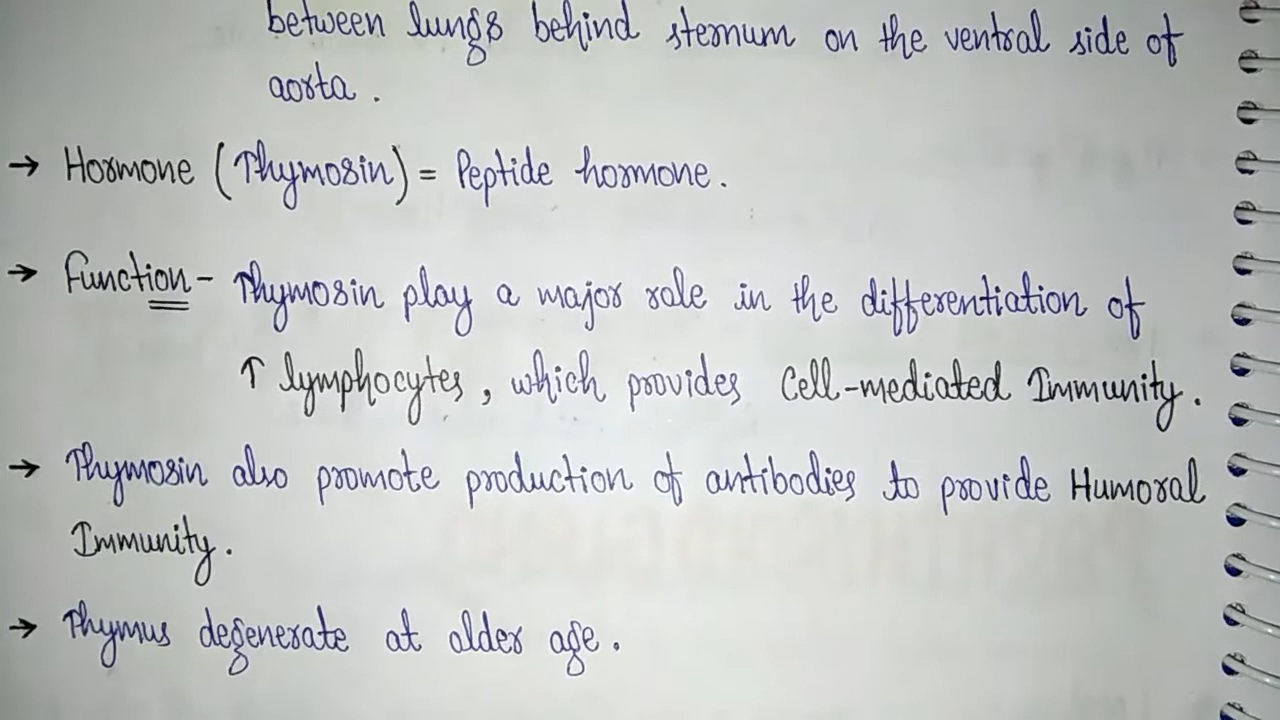 between lungs behind sternum on the ventral side of
aorta.
→ Hormone (Thymosin) = Peptide hormone.
→ Function - Thymosin play a major role in the differentiation of
T lymphocytes, which provides Cell-mediated Immunity.
→ Thymosin also promote production of antibodies to provide Humoral
Immunity.
→ Thymus degenerate at older age.